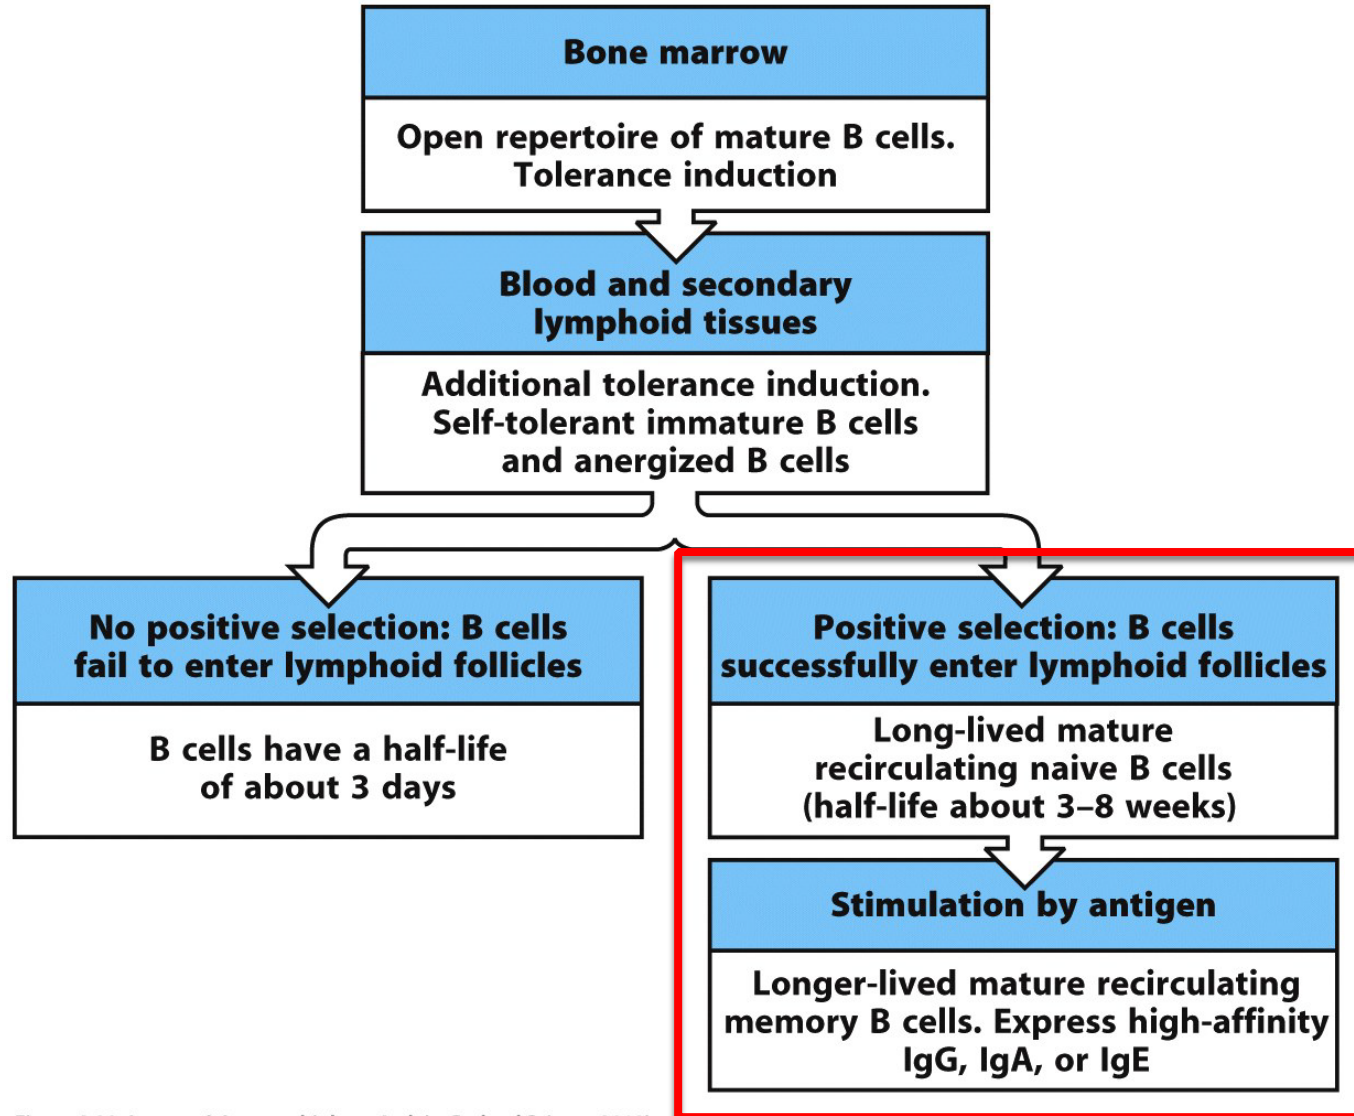 Bone marrow
Open repertoire of mature B cells.
Tolerance induction
Blood and secondary
lymphoid tissues
Additional tolerance induction.
Self-tolerant immature B cells
and anergized B cells
No positive selection: B cells
fail to enter lymphoid follicles
B cells have a half-life
of about 3 days
Positive selection: B cells
successfully enter lymphoid follicles
Long-lived mature
recirculating naive B cells
(half-life about 3–8 weeks)
Stimulation by antigen
Longer-lived mature recirculating
memory B cells. Express high-affinity
IgG, IgA, or IgE